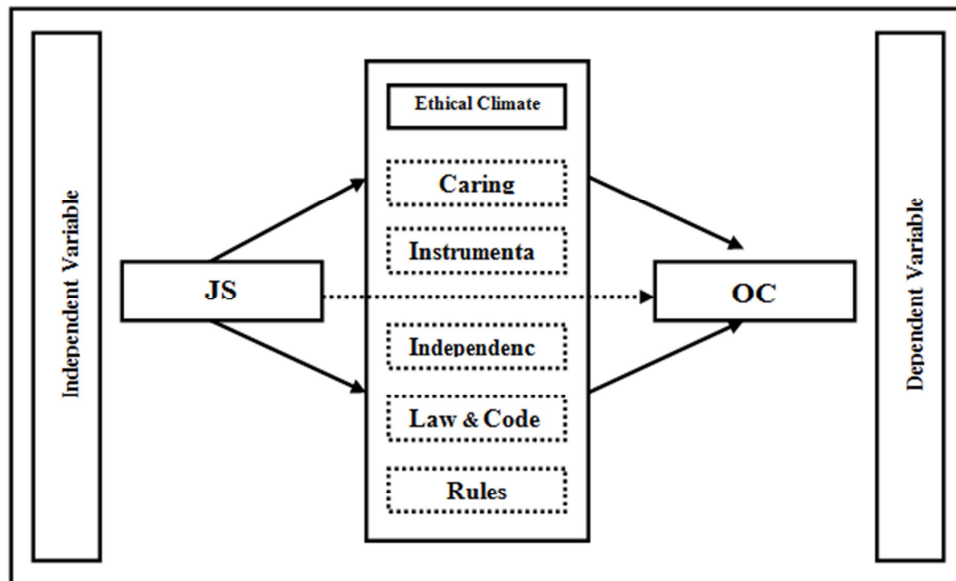 Independent Variable
JS
Ethical Climate
Caring
Instrumenta
Independenc
Law & Code
Rules
OC
Dependent Variable